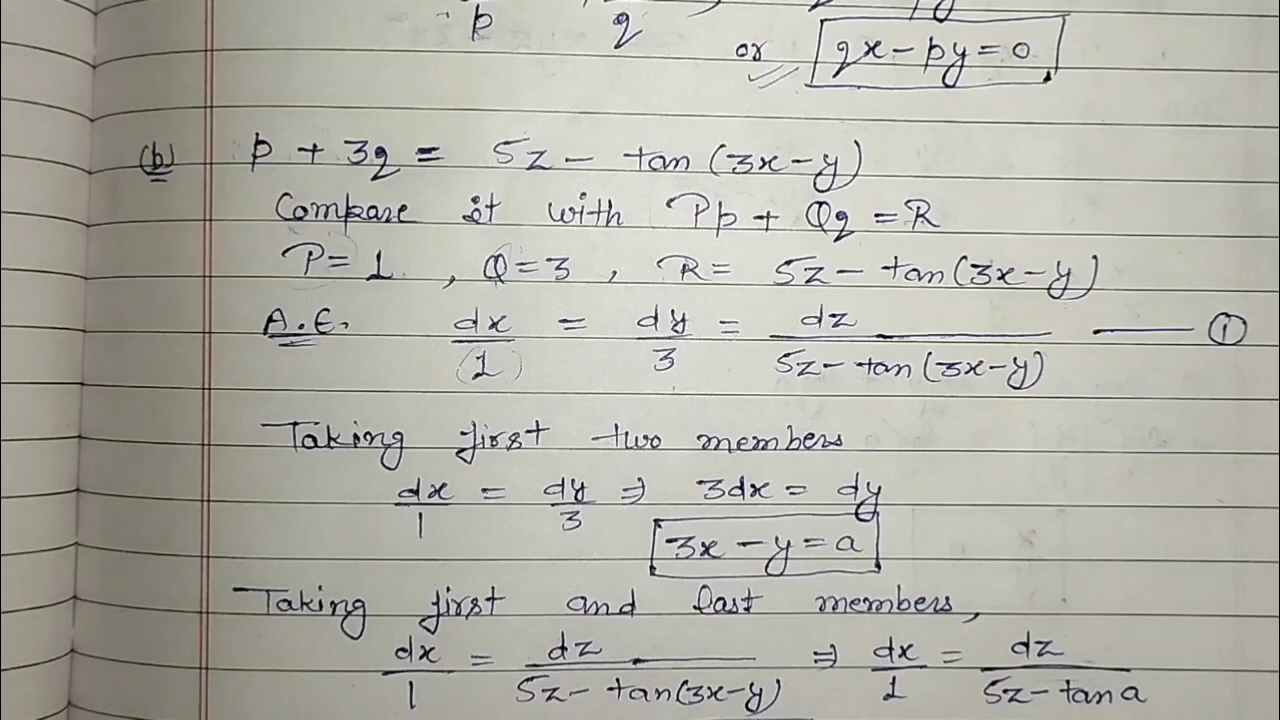 p q
or qx - py = 0
(b) p + 3q = 5z - tan (3x-y)
Compare it with Pp + Qq = R
P = 1 , Q = 3 , R = 5z - tan(3x-y)
A.E. dx/(1) = dy/3 = dz/(5z - tan(3x-y)) —— ①
Taking first two members
dx/1 = dy/3 ⇒ 3dx = dy
3x - y = a
Taking first and last members,
dx/1 = dz/(5z - tan(3x-y)) ⇒ dx/1 = dz/(5z - tan a)